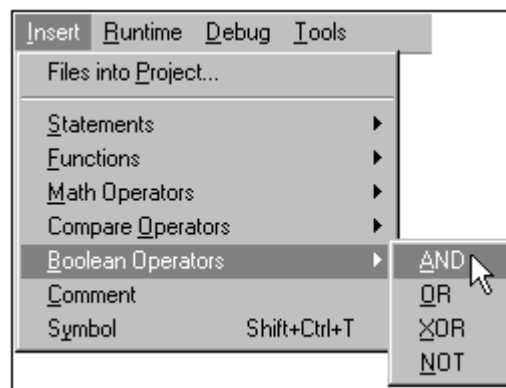 Insert Runtime Debug Tools
Files into Project...
Statements
Functions
Math Operators
Compare Operators
Boolean Operators
AND
Comment
OR
Symbol Shift+Ctrl+T
XOR
NOT